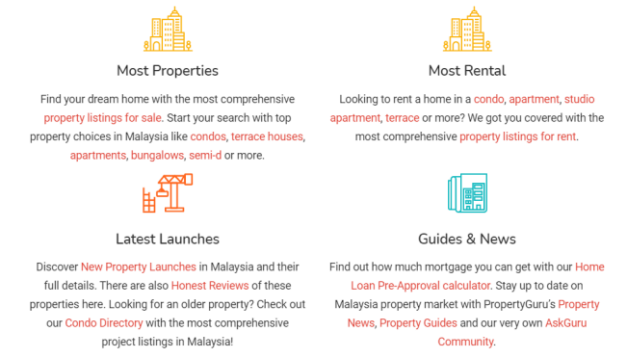 Most Properties
Find your dream home with the most comprehensive
property listings for sale. Start your search with top
property choices in Malaysia like condos, terrace houses,
apartments, bungalows, semi-d or more.
Most Rental
Looking to rent a home in a condo, apartment, studio
apartment, terrace or more? We got you covered with the
most comprehensive property listings for rent.
Latest Launches
Discover New Property Launches in Malaysia and their
full details. There are also Honest Reviews of these
properties here. Looking for an older property? Check out
our Condo Directory with the most comprehensive
project listings in Malaysia!
Guides & News
Find out how much mortgage you can get with our Home
Loan Pre-Approval calculator. Stay up to date on
Malaysia property market with PropertyGuru's Property
News, Property Guides and our very own AskGuru
Community.